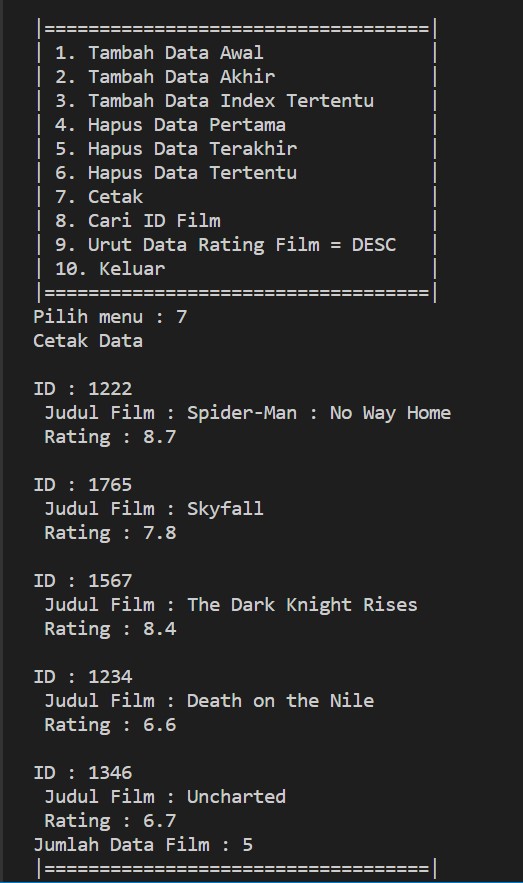 |===================================|
| 1. Tambah Data Awal |
| 2. Tambah Data Akhir |
| 3. Tambah Data Index Tertentu |
| 4. Hapus Data Pertama |
| 5. Hapus Data Terakhir |
| 6. Hapus Data Tertentu |
| 7. Cetak |
| 8. Cari ID Film |
| 9. Urut Data Rating Film = DESC |
| 10. Keluar |
|===================================|
Pilih menu : 7
Cetak Data
ID : 1222
Judul Film : Spider-Man : No Way Home
Rating : 8.7
ID : 1765
Judul Film : Skyfall
Rating : 7.8
ID : 1567
Judul Film : The Dark Knight Rises
Rating : 8.4
ID : 1234
Judul Film : Death on the Nile
Rating : 6.6
ID : 1346
Judul Film : Uncharted
Rating : 6.7
Jumlah Data Film : 5
|===================================|